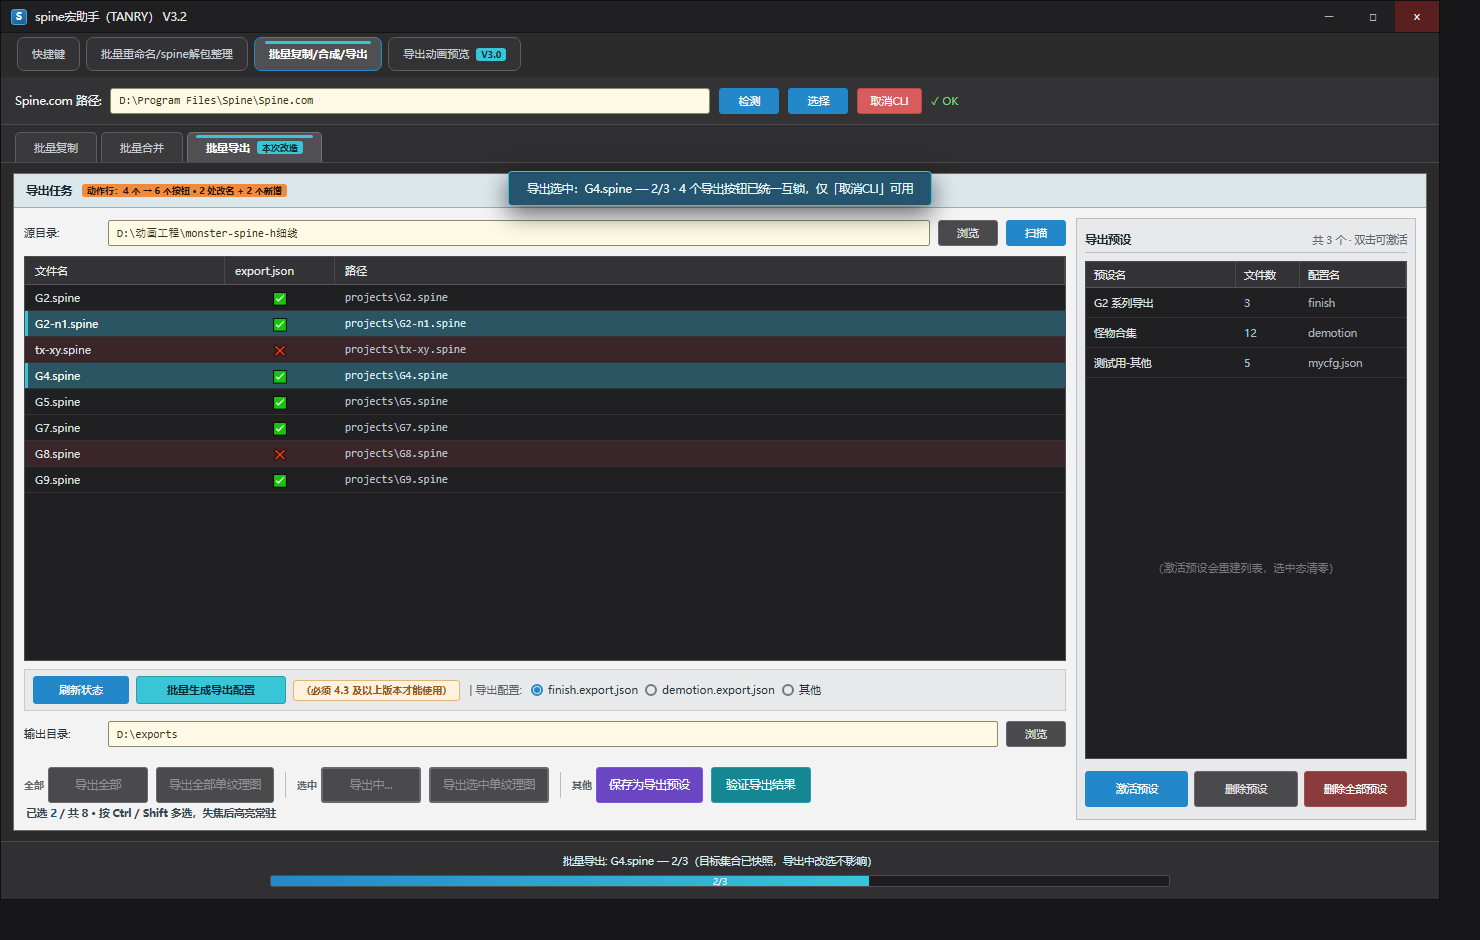 S spine宏助手（TANRY） V3.2
快捷键 批量重命名/spine解包整理 批量复制/合成/导出 导出动画预览 V3.0
Spine.com 路径: D:\Program Files\Spine\Spine.com 检测 选择 取消CLI ✓ OK
批量复制 批量合并 批量导出 本次改造
导出任务 动作行：4 个 → 6 个按钮 • 2 处改名 + 2 个新增
导出选中：G4.spine — 2/3 · 4 个导出按钮已统一互锁，仅「取消CLI」可用
源目录: D:\动画工程\monster-spine-h细线 浏览 扫描
文件名 export.json 路径
G2.spine ✅ projects\G2.spine
G2-n1.spine ✅ projects\G2-n1.spine
tx-xy.spine ❌ projects\tx-xy.spine
G4.spine ✅ projects\G4.spine
G5.spine ✅ projects\G5.spine
G7.spine ✅ projects\G7.spine
G8.spine ❌ projects\G8.spine
G9.spine ✅ projects\G9.spine
刷新状态 批量生成导出配置 （必须 4.3 及以上版本才能使用） | 导出配置: finish.export.json demotion.export.json 其他
输出目录: D:\exports 浏览
全部 导出全部 导出全部单纹理图 选中 导出中... 导出选中单纹理图 其他 保存为导出预设 验证导出结果
已选 2 / 共 8 • 按 Ctrl / Shift 多选，失焦后高亮常驻
导出预设 共 3 个 · 双击可激活
预设名 文件数 配置名
G2 系列导出 3 finish
怪物合集 12 demotion
测试用-其他 5 mycfg.json
（激活预设会重建列表，选中态清零）
激活预设 删除预设 删除全部预设
批量导出: G4.spine — 2/3（目标集合已快照，导出中改选不影响）
2/3